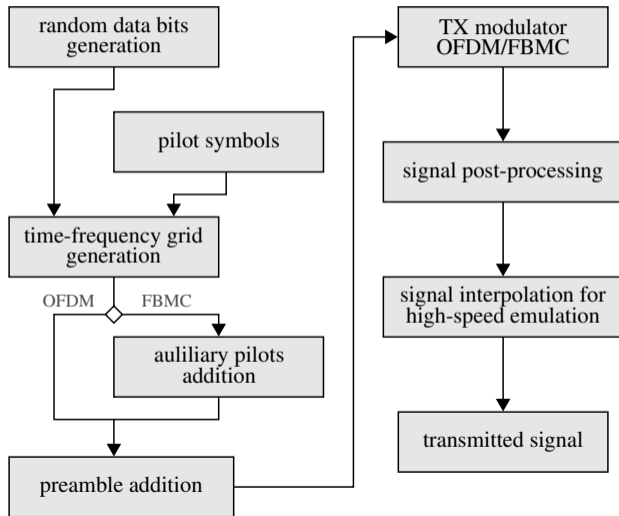 random data bits
generation
pilot symbols
time-frequency grid
generation
OFDM
FBMC
auliliary pilots
addition
preamble addition
TX modulator
OFDM/FBMC
signal post-processing
signal interpolation for
high-speed emulation
transmitted signal